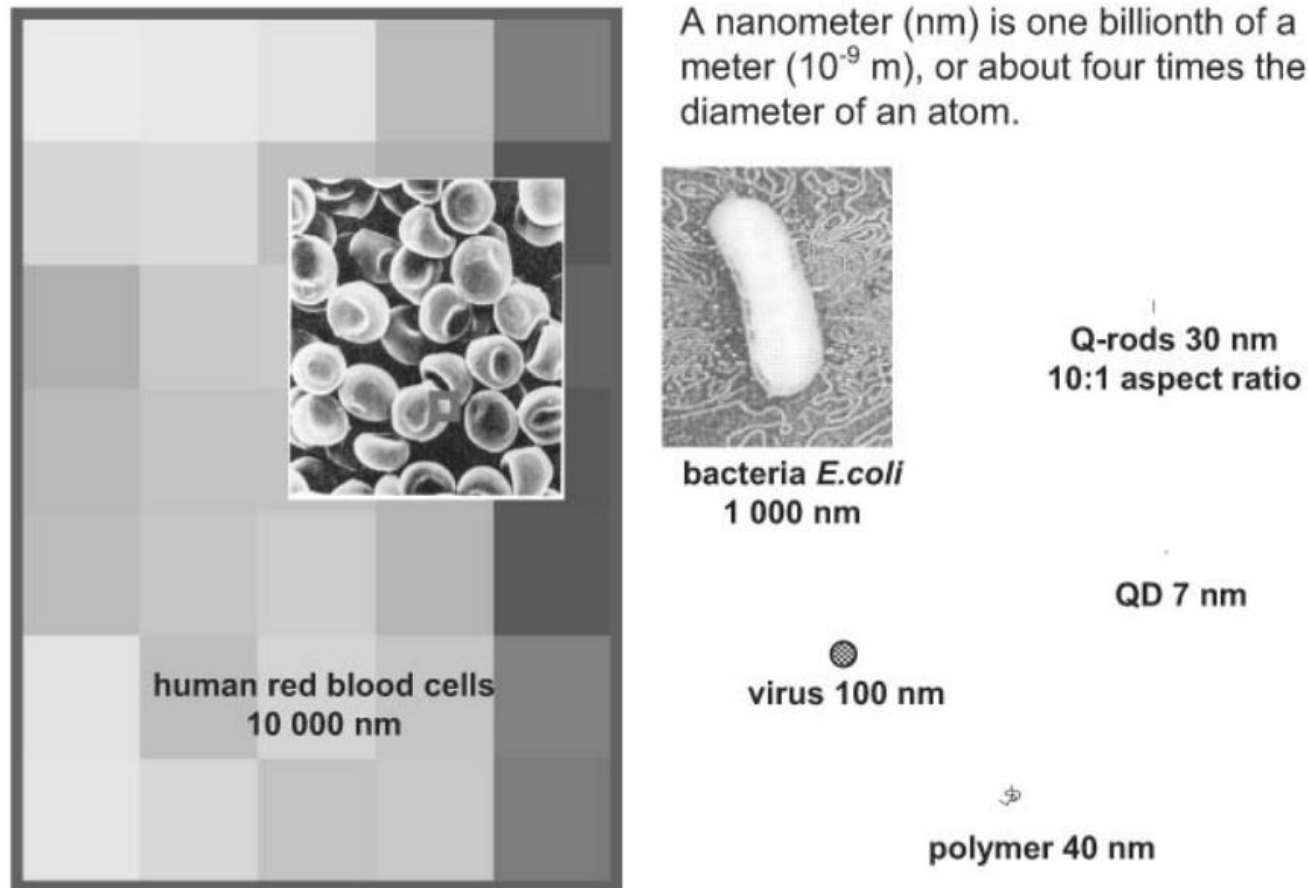 A nanometer (nm) is one billionth of a
meter (10⁻⁹ m), or about four times the
diameter of an atom.
Q-rods 30 nm
10:1 aspect ratio
bacteria E.coli
1 000 nm
QD 7 nm
human red blood cells
10 000 nm
virus 100 nm
polymer 40 nm